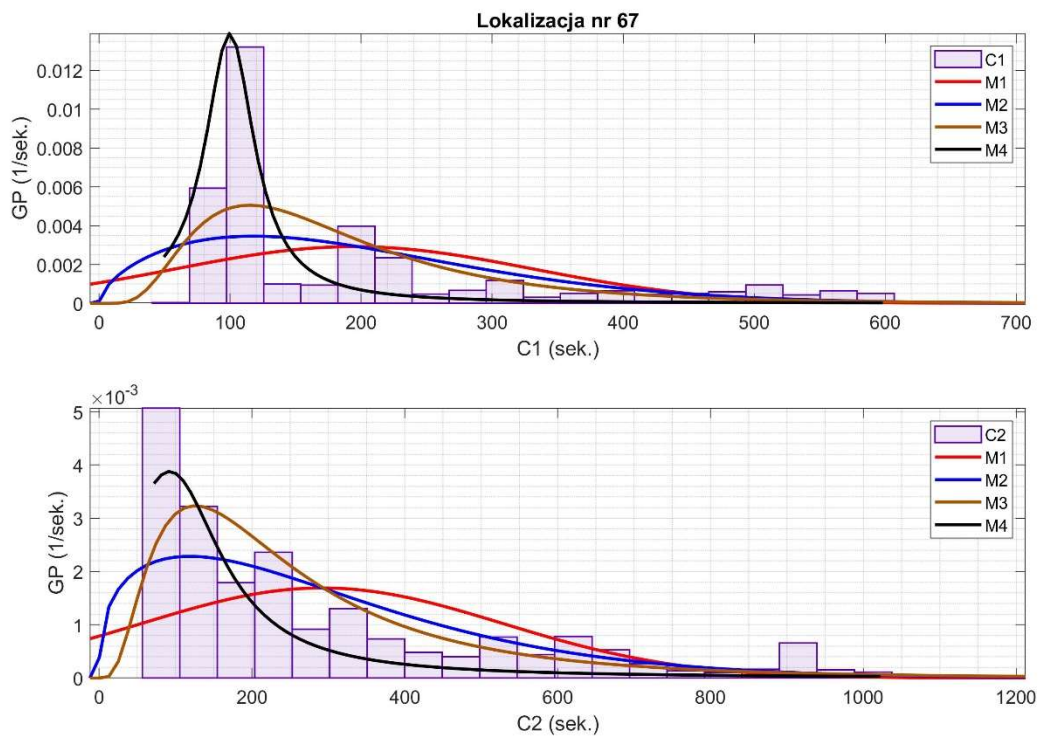 Lokalizacja nr 67
GP (1/sek.)
0.012
0.01
0.008
0.006
0.004
0.002
0
0 100 200 300 400 500 600 700
C1 (sek.)
C1
M1
M2
M3
M4
×10⁻³
GP (1/sek.)
5
4
3
2
1
0
0 200 400 600 800 1000 1200
C2 (sek.)
C2
M1
M2
M3
M4